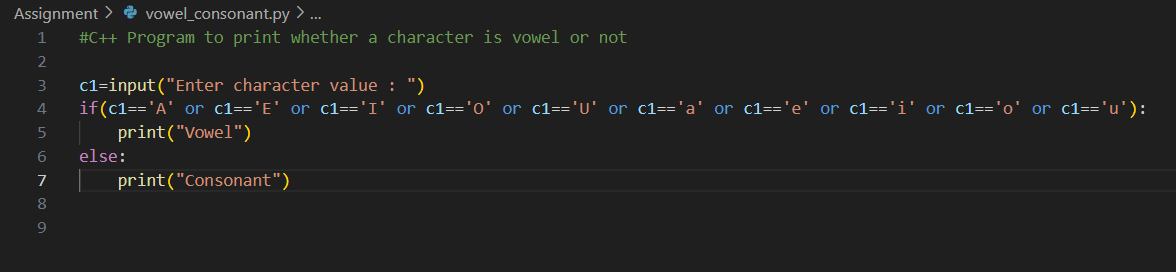 Assignment > vowel_consonant.py > ...
1 #C++ Program to print whether a character is vowel or not
2
3 c1=input("Enter character value : ")
4 if(c1=='A' or c1=='E' or c1=='I' or c1=='O' or c1=='U' or c1=='a' or c1=='e' or c1=='i' or c1=='o' or c1=='u'):
5     print("Vowel")
6 else:
7     print("Consonant")
8
9